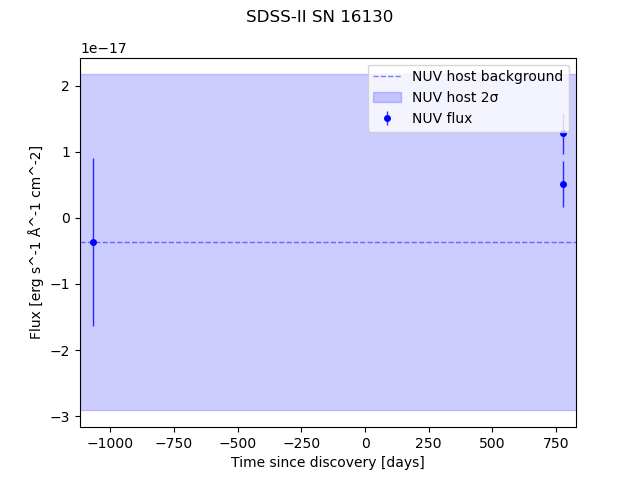 SDSS-II SN 16130
1e−17
NUV host background
NUV host 2σ
NUV flux
2
1
0
−1
−2
−3
Flux [erg s^-1 Å^-1 cm^-2]
−1000 −750 −500 −250 0 250 500 750
Time since discovery [days]